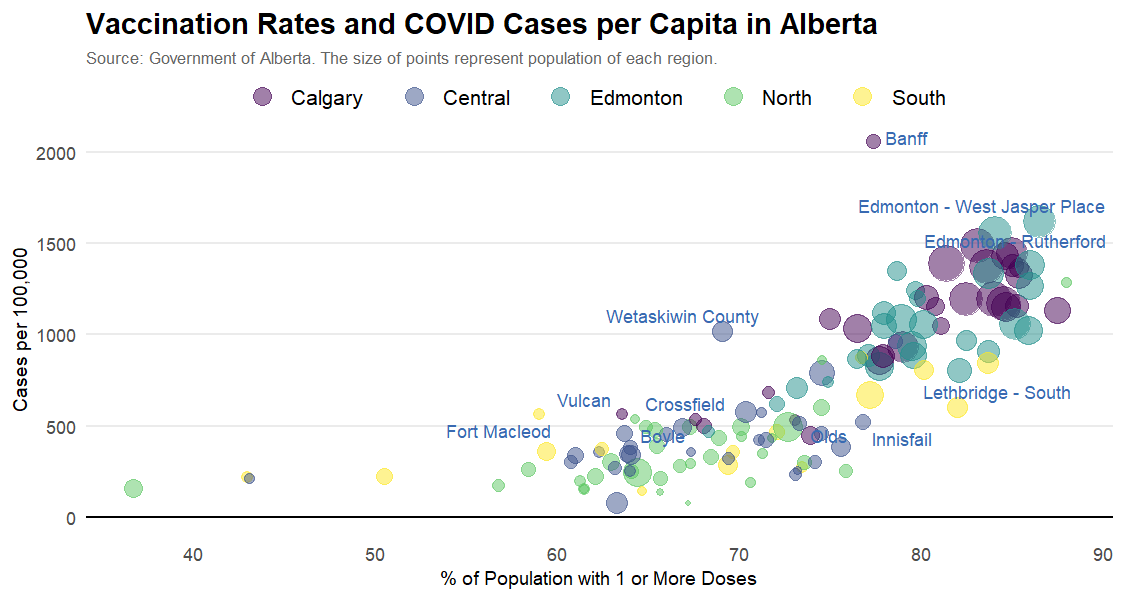 Vaccination Rates and COVID Cases per Capita in Alberta
Source: Government of Alberta. The size of points represent population of each region.
Calgary Central Edmonton North South
Cases per 100,000
2000
1500
1000
500
0
Banff
Edmonton - West Jasper Place
Edmonton - Rutherford
Wetaskiwin County
Lethbridge - South
Vulcan
Crossfield
Fort Macleod
Boyle
Olds
Innisfail
40 50 60 70 80 90
% of Population with 1 or More Doses